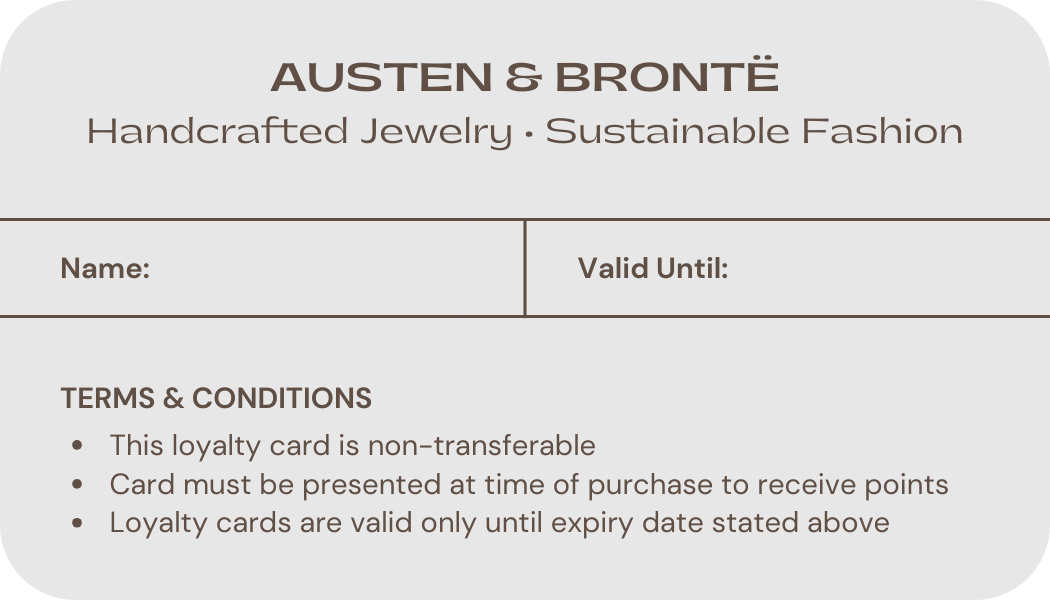 AUSTEN & BRONTË
Handcrafted Jewelry • Sustainable Fashion
Name:
Valid Until:
TERMS & CONDITIONS
• This loyalty card is non-transferable
• Card must be presented at time of purchase to receive points
• Loyalty cards are valid only until expiry date stated above